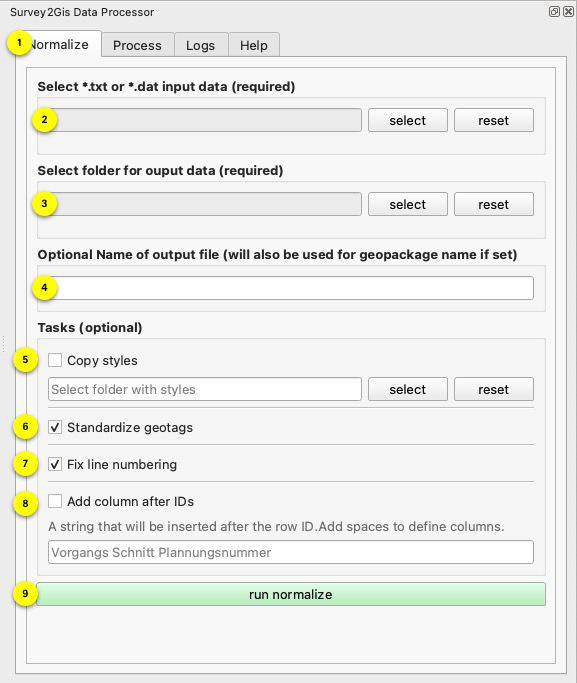 Survey2Gis Data Processor
1 Normalize Process Logs Help
Select *.txt or *.dat input data (required)
2 select reset
Select folder for ouput data (required)
3 select reset
Optional Name of output file (will also be used for geopackage name if set)
4
Tasks (optional)
5 Copy styles
Select folder with styles select reset
6 Standardize geotags
7 Fix line numbering
8 Add column after IDs
A string that will be inserted after the row ID.Add spaces to define columns.
Vorgangs Schnitt Plannungsnummer
9 run normalize